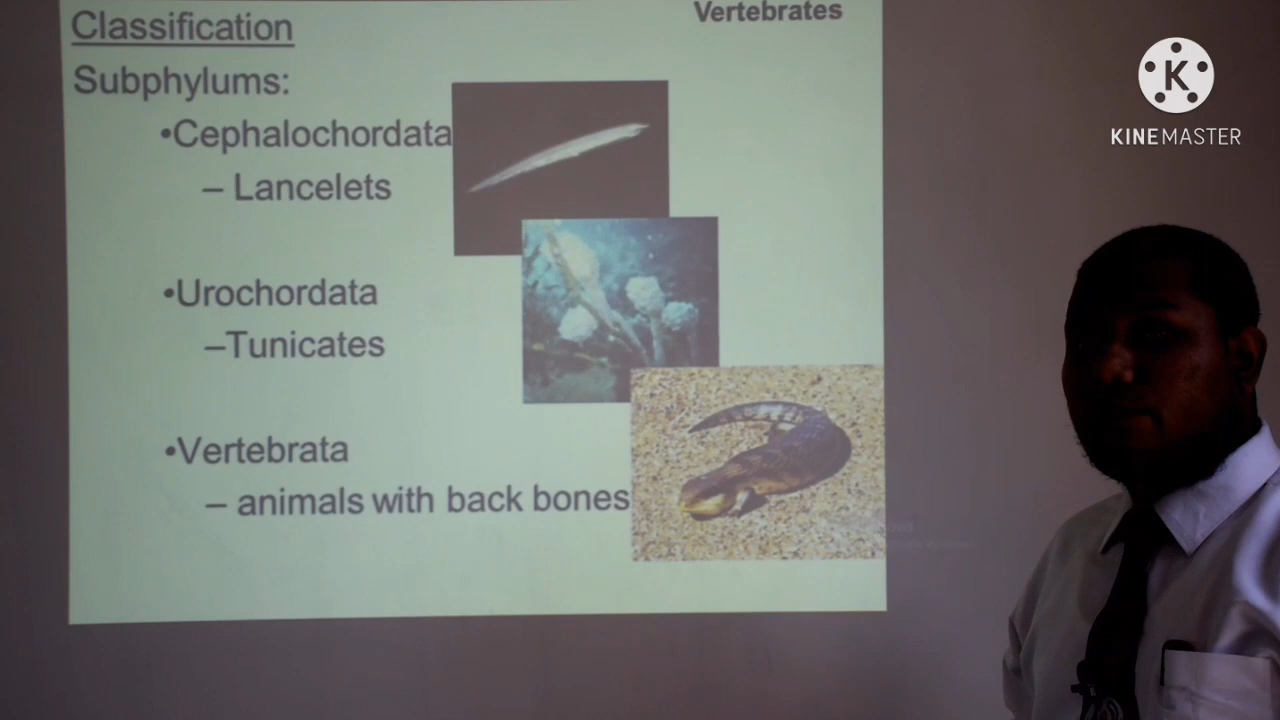 Vertebrates
Classification
Subphylums:
•Cephalochordata
– Lancelets
•Urochordata
–Tunicates
•Vertebrata
– animals with back bones
K
KINEMASTER